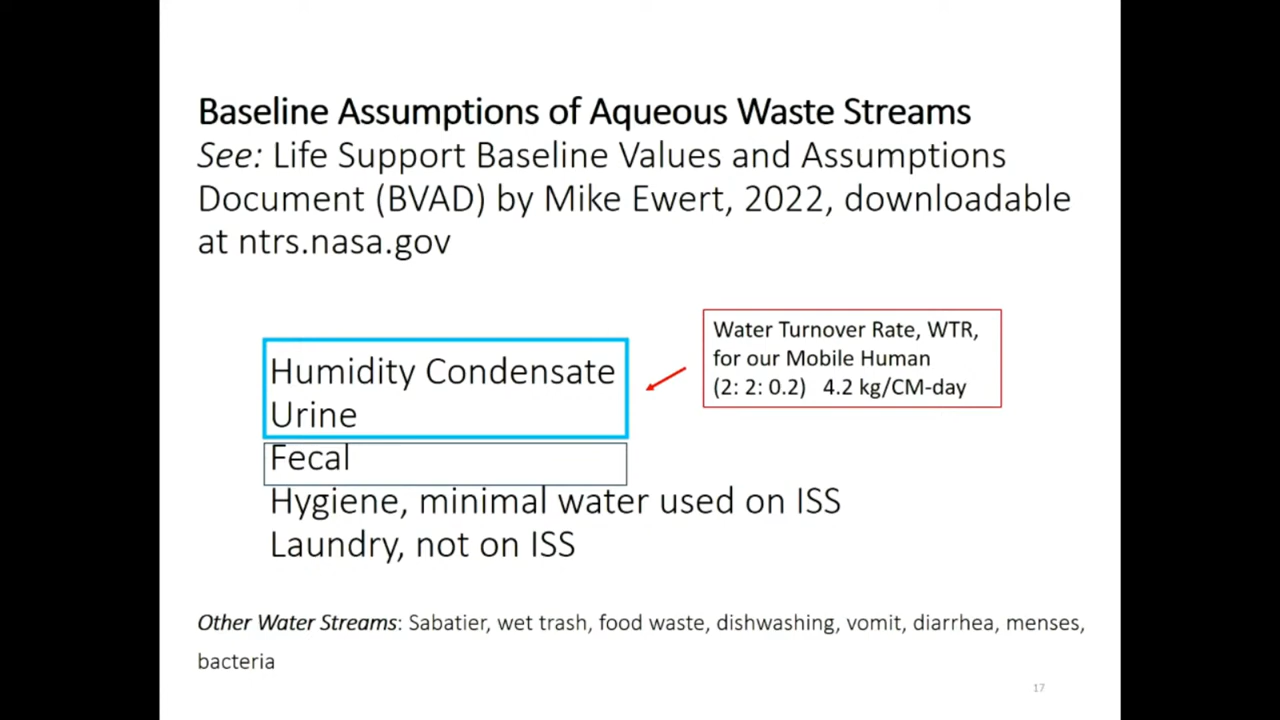 Baseline Assumptions of Aqueous Waste Streams
See: Life Support Baseline Values and Assumptions
Document (BVAD) by Mike Ewert, 2022, downloadable
at ntrs.nasa.gov
Water Turnover Rate, WTR,
for our Mobile Human
(2: 2: 0.2) 4.2 kg/CM-day
Humidity Condensate
Urine
Fecal
Hygiene, minimal water used on ISS
Laundry, not on ISS
Other Water Streams: Sabatier, wet trash, food waste, dishwashing, vomit, diarrhea, menses,
bacteria
17